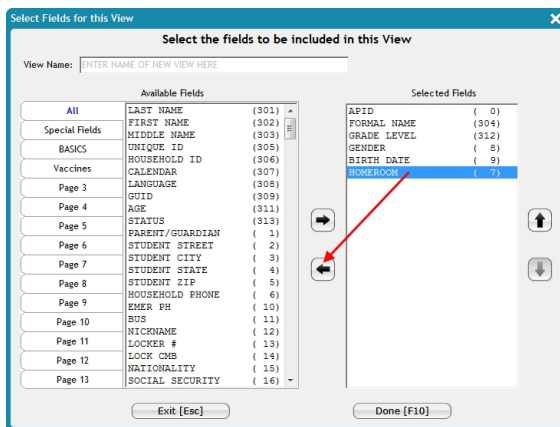 Select Fields for this View
Select the fields to be included in this View
View Name: ENTER NAME OF NEW VIEW HERE
Available Fields
All
Special Fields
BASICS
Vaccines
Page 3
Page 4
Page 5
Page 6
Page 7
Page 8
Page 9
Page 10
Page 11
Page 12
Page 13
LAST NAME (301)
FIRST NAME (302)
MIDDLE NAME (303)
UNIQUE ID (305)
HOUSEHOLD ID (306)
CALENDAR (307)
LANGUAGE (308)
GUID (309)
AGE (311)
STATUS (313)
PARENT/GUARDIAN ( 1)
STUDENT STREET ( 2)
STUDENT CITY ( 3)
STUDENT STATE ( 4)
STUDENT ZIP ( 5)
HOUSEHOLD PHONE ( 6)
EMER PH ( 10)
BUS ( 11)
NICKNAME ( 12)
LOCKER # ( 13)
LOCK CMB ( 14)
NATIONALITY ( 15)
SOCIAL SECURITY ( 16)
Selected Fields
APID ( 0)
FORMAL NAME (304)
GRADE LEVEL (312)
GENDER ( 8)
BIRTH DATE ( 9)
HOMEROOM ( 7)
Exit [Esc]
Done [F10]